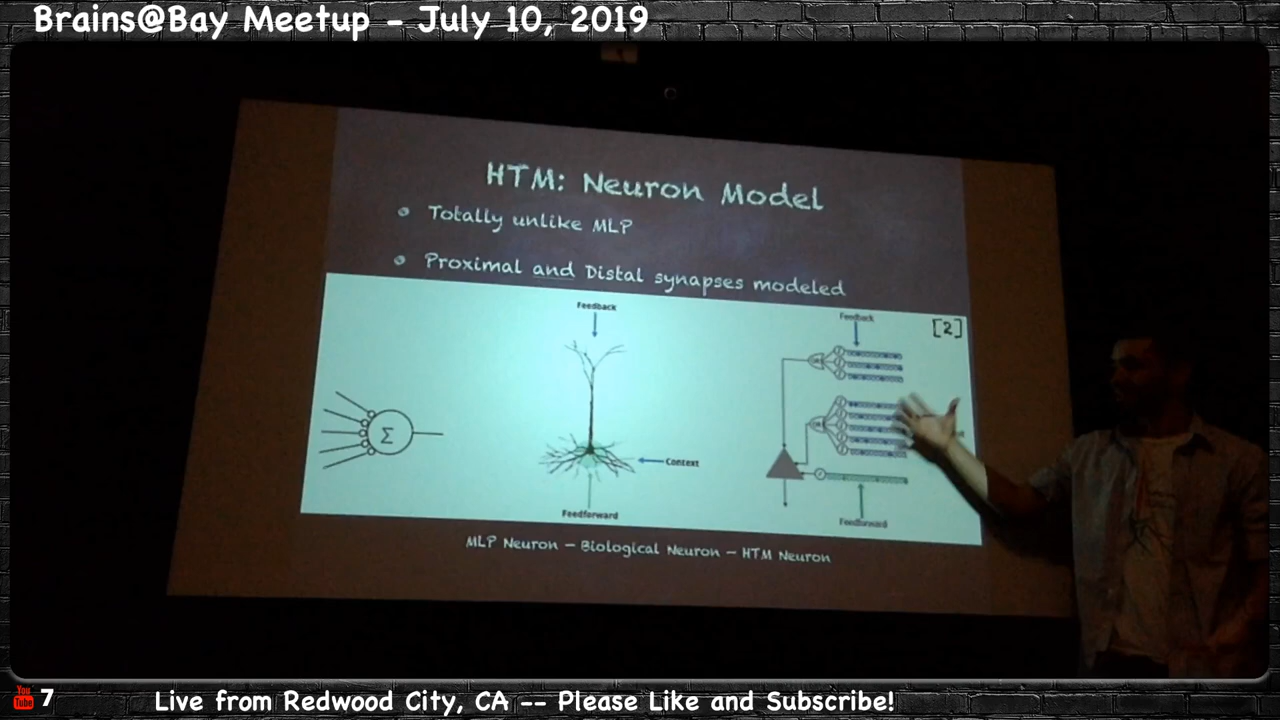 Brains@Bay Meetup - July 10, 2019
HTM: Neuron Model
Totally unlike MLP
Proximal and Distal synapses modeled
[2]
Feedback
Feedback
Σ
Context
Feedforward
Feedforward
MLP Neuron - Biological Neuron - HTM Neuron
You
Tube
7
Live from Redwood City, CA -- Please Like and Subscribe!